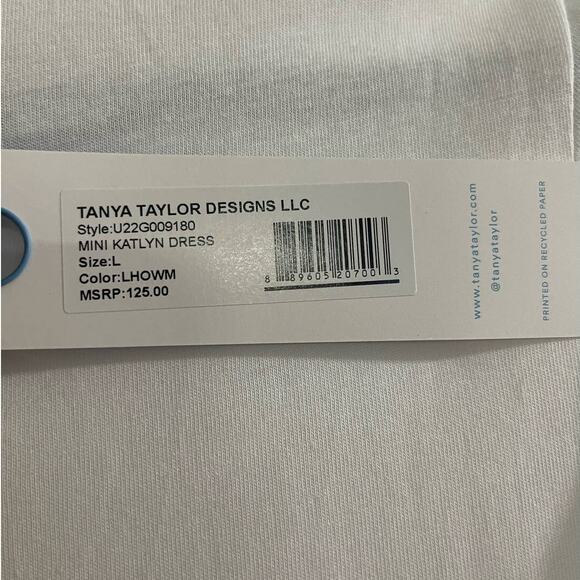 TANYA TAYLOR DESIGNS LLC
Style:U22G009180
MINI KATLYN DRESS
Size:L
Color:LHOWM
MSRP:125.00
8 89605 20700 3
www.tanyataylor.com
@tanyataylor
PRINTED ON RECYCLED PAPER